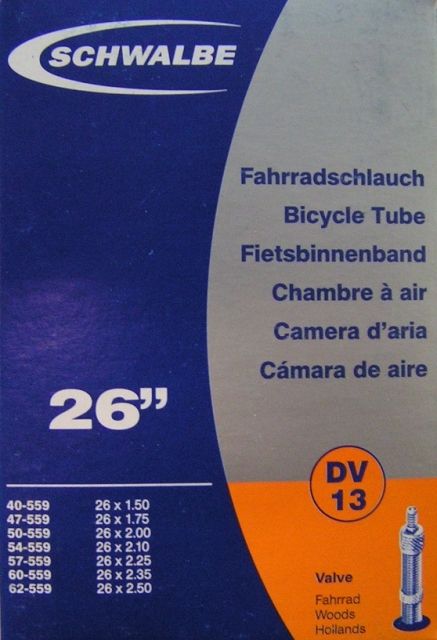 SCHWALBE
Fahrradschlauch
Bicycle Tube
Fietsbinnenband
Chambre à air
Camera d'aria
Cámara de aire
26”
DV
13
40-559 26 x 1.50
47-559 26 x 1.75
50-559 26 x 2.00
54-559 26 x 2.10
57-559 26 x 2.25
60-559 26 x 2.35
62-559 26 x 2.50
Valve
Fahrrad
Woods
Hollands